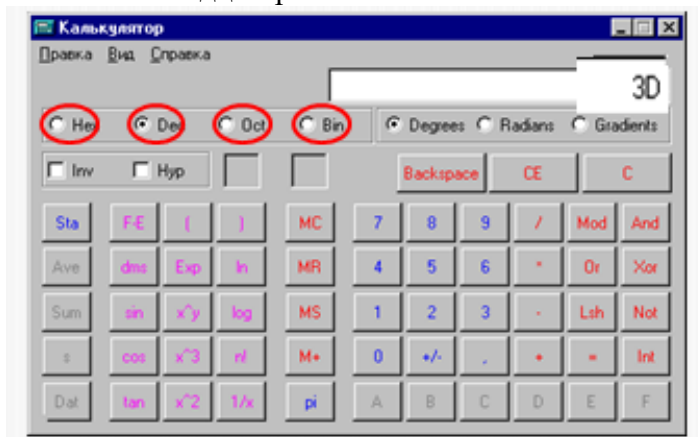 Калькулятор
Правка Вид Справка
3D
Hex Dec Oct Bin Degrees Radians Gradients
Inv Hyp Backspace CE C
Sta F-E ( ) MC 7 8 9 / Mod And
Ave dms Exp ln MR 4 5 6 * Or Xor
Sum sin x^y log MS 1 2 3 - Lsh Not
s cos x^3 n! M+ 0 +/- , + = Int
Dat tan x^2 1/x pi A B C D E F